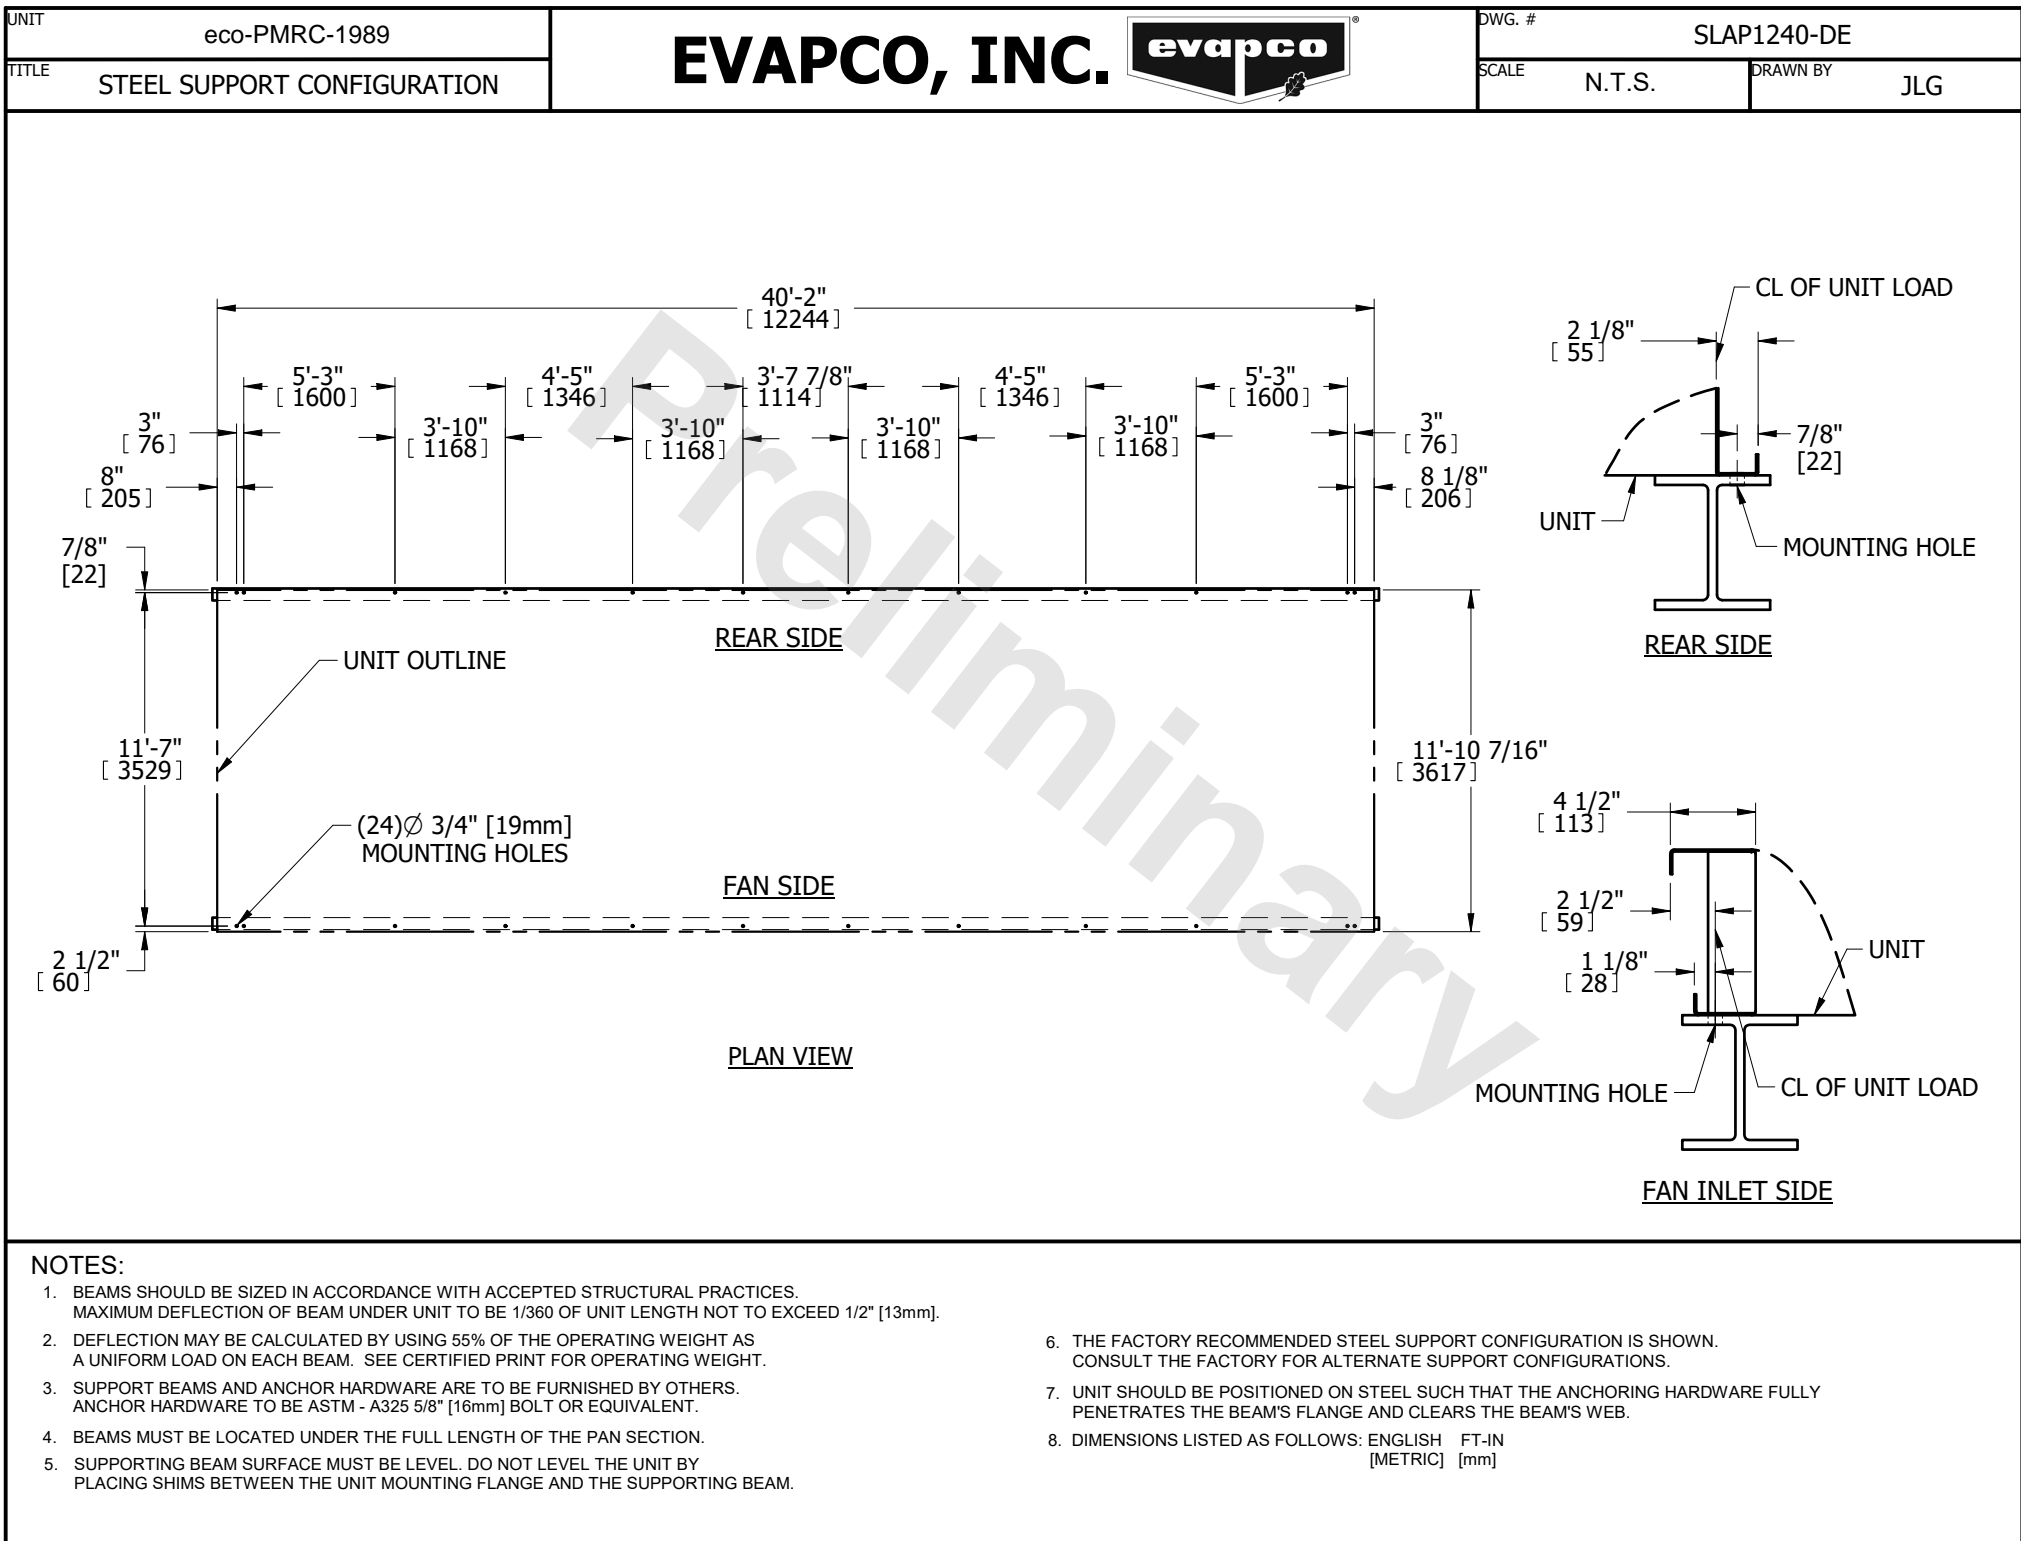 UNIT
eco-PMRC-1989
TITLE
STEEL SUPPORT CONFIGURATION
EVAPCO, INC.
evapco
®
DWG. #
SLAP1240-DE
SCALE
N.T.S.
DRAWN BY
JLG
40'-2"
[ 12244 ]
5'-3"
[ 1600 ]
4'-5"
[ 1346 ]
3'-7 7/8"
[ 1114 ]
4'-5"
[ 1346 ]
5'-3"
[ 1600 ]
3"
[ 76 ]
3'-10"
[ 1168 ]
3'-10"
[ 1168 ]
3'-10"
[ 1168 ]
3'-10"
[ 1168 ]
3"
[ 76 ]
8"
[ 205 ]
8 1/8"
[ 206 ]
7/8"
[22]
REAR SIDE
UNIT OUTLINE
11'-7"
[ 3529 ]
11'-10 7/16"
[ 3617 ]
(24)Ø 3/4" [19mm]
MOUNTING HOLES
FAN SIDE
2 1/2"
[ 60 ]
PLAN VIEW
Preliminary
CL OF UNIT LOAD
2 1/8"
[ 55 ]
7/8"
[22]
UNIT
MOUNTING HOLE
REAR SIDE
4 1/2"
[ 113 ]
2 1/2"
[ 59 ]
1 1/8"
[ 28 ]
UNIT
MOUNTING HOLE
CL OF UNIT LOAD
FAN INLET SIDE
NOTES:
1. BEAMS SHOULD BE SIZED IN ACCORDANCE WITH ACCEPTED STRUCTURAL PRACTICES.
MAXIMUM DEFLECTION OF BEAM UNDER UNIT TO BE 1/360 OF UNIT LENGTH NOT TO EXCEED 1/2" [13mm].
2. DEFLECTION MAY BE CALCULATED BY USING 55% OF THE OPERATING WEIGHT AS
A UNIFORM LOAD ON EACH BEAM. SEE CERTIFIED PRINT FOR OPERATING WEIGHT.
3. SUPPORT BEAMS AND ANCHOR HARDWARE ARE TO BE FURNISHED BY OTHERS.
ANCHOR HARDWARE TO BE ASTM - A325 5/8" [16mm] BOLT OR EQUIVALENT.
4. BEAMS MUST BE LOCATED UNDER THE FULL LENGTH OF THE PAN SECTION.
5. SUPPORTING BEAM SURFACE MUST BE LEVEL. DO NOT LEVEL THE UNIT BY
PLACING SHIMS BETWEEN THE UNIT MOUNTING FLANGE AND THE SUPPORTING BEAM.
6. THE FACTORY RECOMMENDED STEEL SUPPORT CONFIGURATION IS SHOWN.
CONSULT THE FACTORY FOR ALTERNATE SUPPORT CONFIGURATIONS.
7. UNIT SHOULD BE POSITIONED ON STEEL SUCH THAT THE ANCHORING HARDWARE FULLY
PENETRATES THE BEAM'S FLANGE AND CLEARS THE BEAM'S WEB.
8. DIMENSIONS LISTED AS FOLLOWS: ENGLISH FT-IN
[METRIC] [mm]